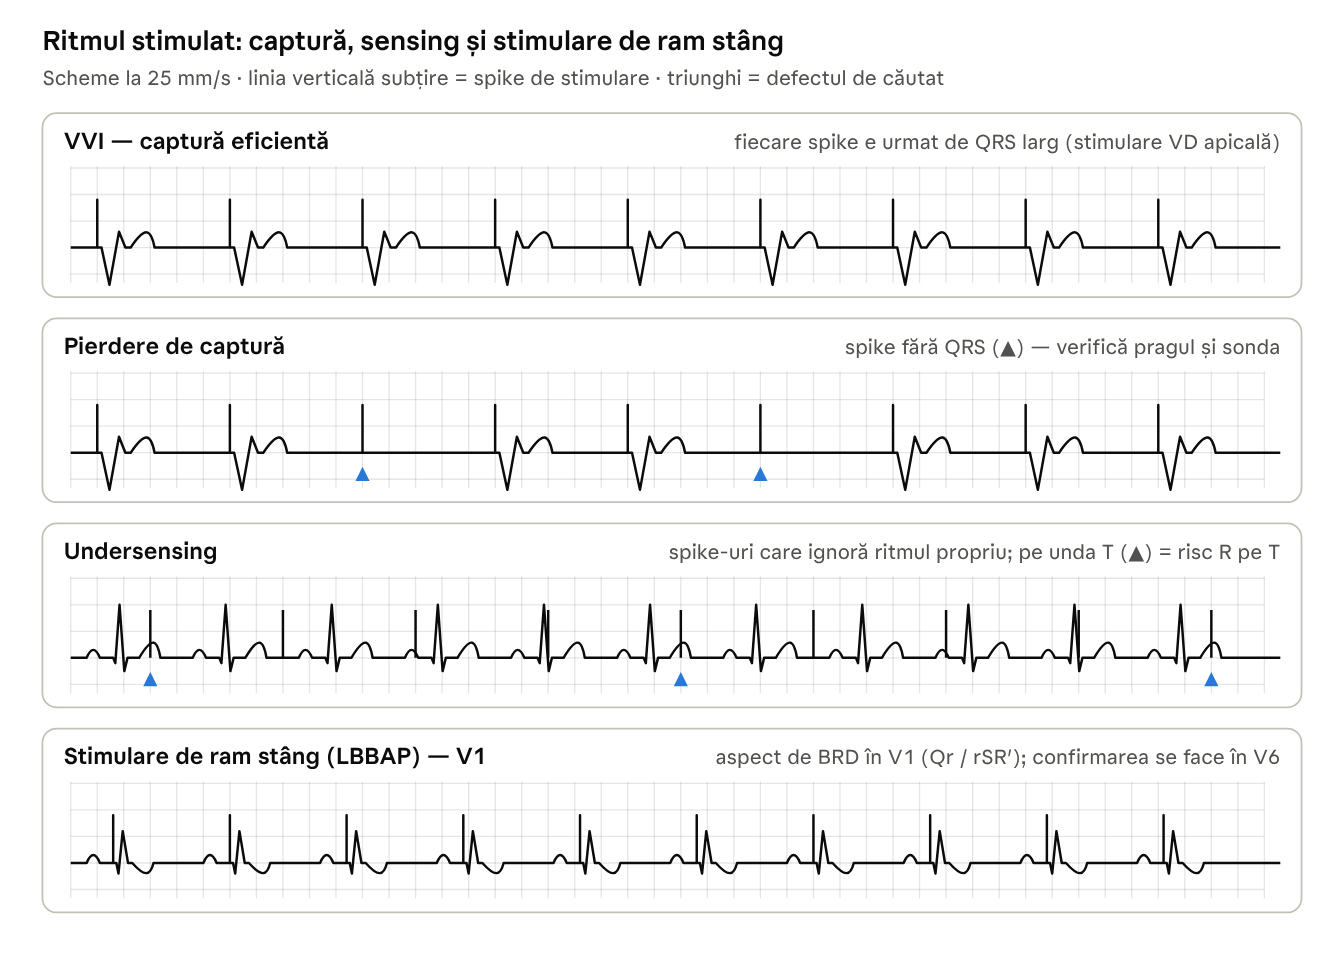 Ritmul stimulat: captură, sensing și stimulare de ram stâng
Scheme la 25 mm/s · linia verticală subțire = spike de stimulare · triunghi = defectul de căutat
VVI — captură eficientă
fiecare spike e urmat de QRS larg (stimulare VD apicală)
Pierdere de captură
spike fără QRS (▲) — verifică pragul și sonda
Undersensing
spike-uri care ignoră ritmul propriu; pe unda T (▲) = risc R pe T
Stimulare de ram stâng (LBBAP) — V1
aspect de BRD în V1 (Qr / rSR′); confirmarea se face în V6